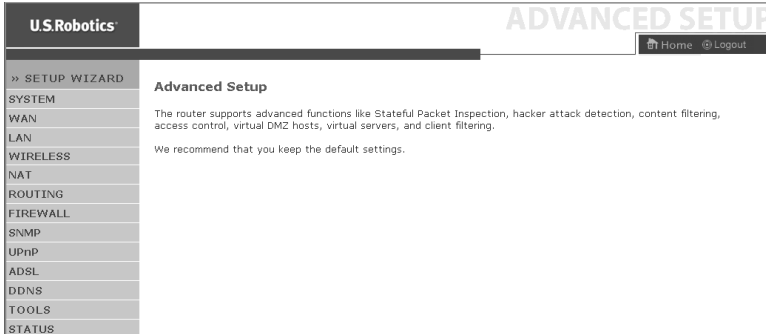 U.S.Robotics
ADVANCED SETUP
Home Logout
» SETUP WIZARD
SYSTEM
WAN
LAN
WIRELESS
NAT
ROUTING
FIREWALL
SNMP
UPnP
ADSL
DDNS
TOOLS
STATUS
Advanced Setup
The router supports advanced functions like Stateful Packet Inspection, hacker attack detection, content filtering,
access control, virtual DMZ hosts, virtual servers, and client filtering.
We recommend that you keep the default settings.